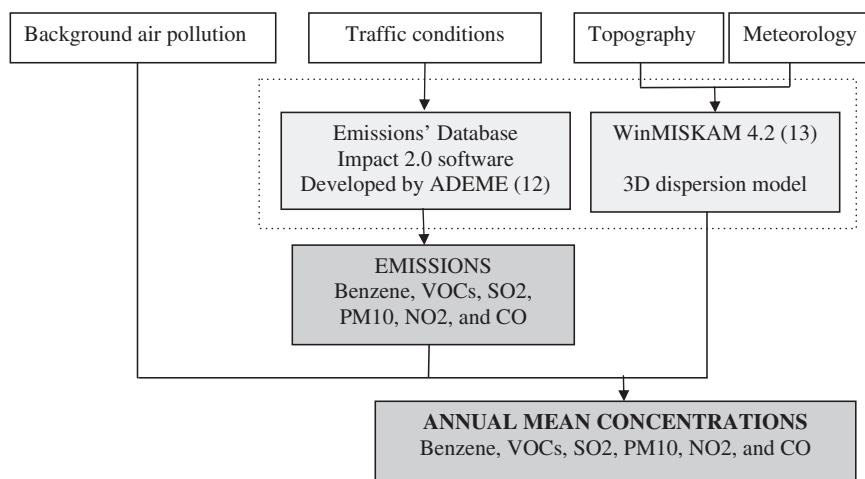 Background air pollution
Traffic conditions
Topography
Meteorology
Emissions' Database
Impact 2.0 software
Developed by ADEME (12)
WinMISKAM 4.2 (13)
3D dispersion model
EMISSIONS
Benzene, VOCs, SO2,
PM10, NO2, and CO
ANNUAL MEAN CONCENTRATIONS
Benzene, VOCs, SO2, PM10, NO2, and CO